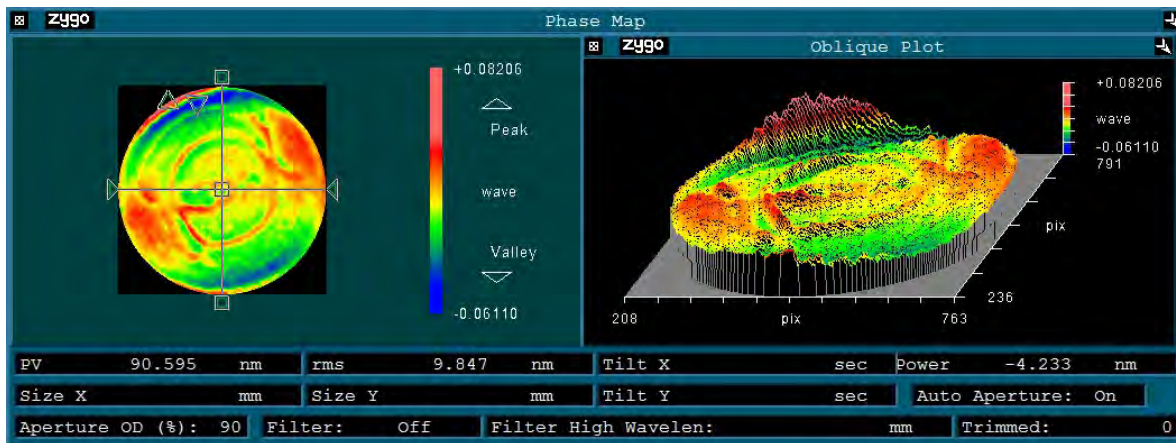 zygo Phase Map
zygo Oblique Plot
+0.08206
Peak
wave
Valley
-0.06110
+0.08206
wave
-0.06110
791
pix
236
208 pix 763
PV 90.595 nm rms 9.847 nm Tilt X sec Power -4.233 nm
Size X mm Size Y mm Tilt Y sec Auto Aperture: On
Aperture OD (%): 90 Filter: Off Filter High Wavelen: mm Trimmed: 0